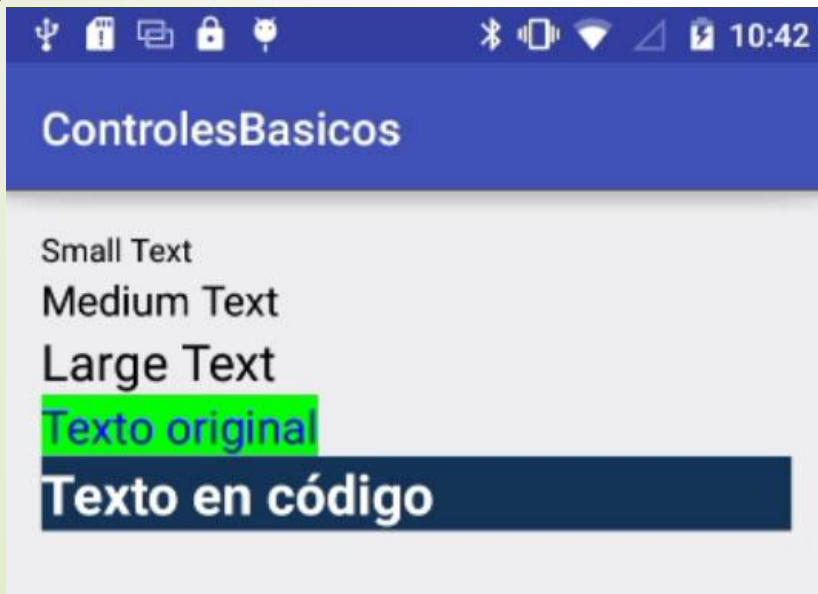 10:42
ControlesBasicos
Small Text
Medium Text
Large Text
Texto original
Texto en código